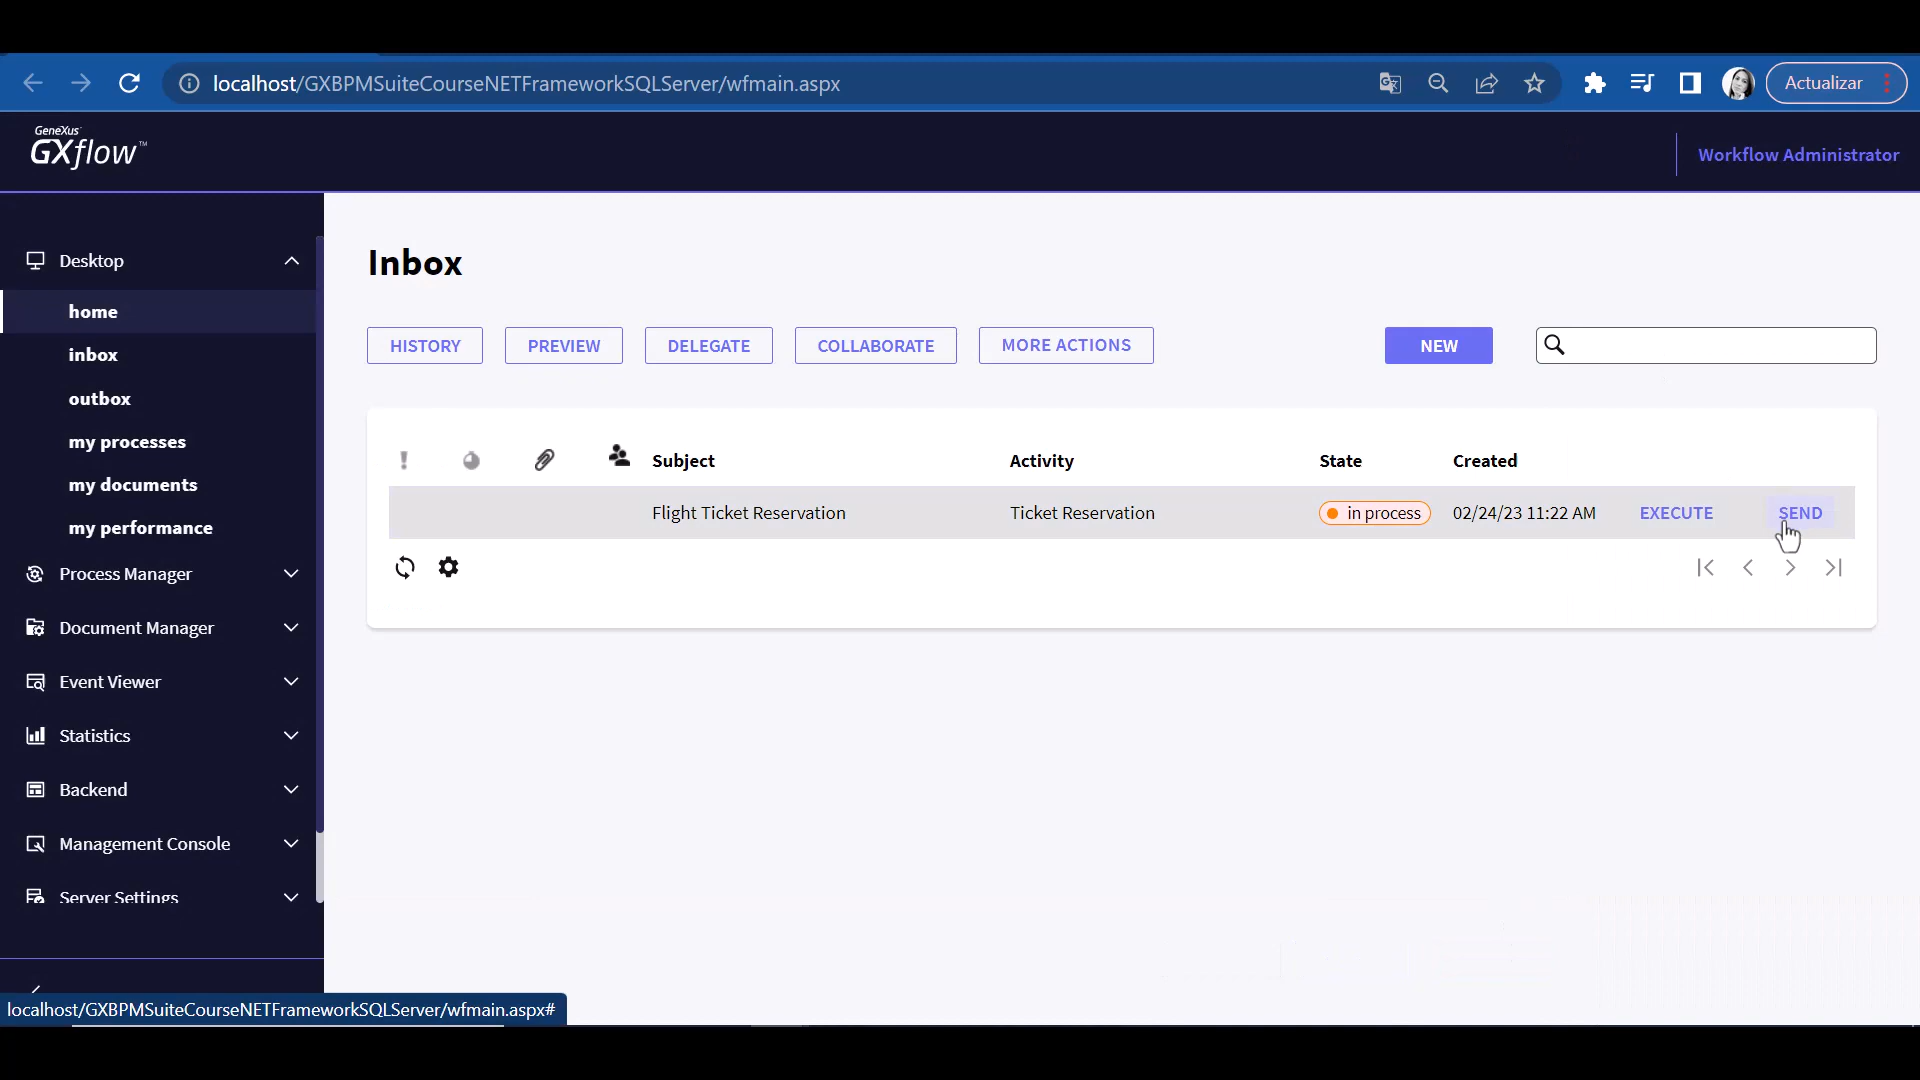 localhost/GXBPMSuiteCourseNETFrameworkSQLServer/wfmain.aspx
Actualizar
GeneXus
GXflow™
Workflow Administrator
Desktop
home
inbox
outbox
my processes
my documents
my performance
Process Manager
Document Manager
Event Viewer
Statistics
Backend
Management Console
Server Settings
Inbox
HISTORY PREVIEW DELEGATE COLLABORATE MORE ACTIONS NEW
Subject Activity State Created
Flight Ticket Reservation Ticket Reservation in process 02/24/23 11:22 AM EXECUTE SEND
localhost/GXBPMSuiteCourseNETFrameworkSQLServer/wfmain.aspx#